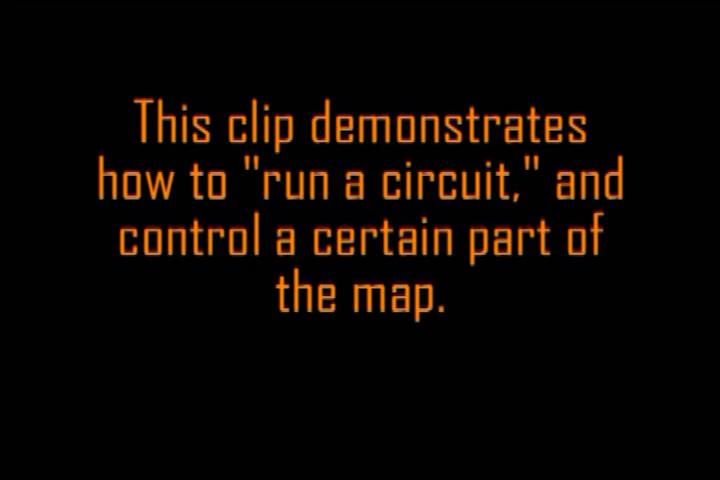 This clip demonstrates
how to "run a circuit," and
control a certain part of
the map.